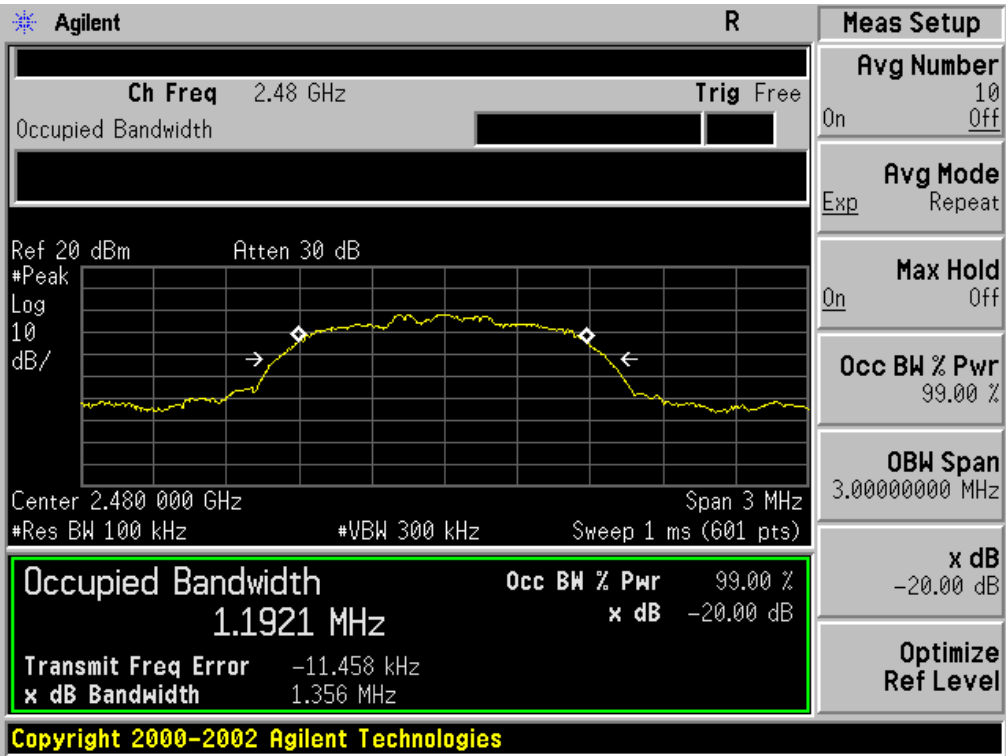 Agilent R Meas Setup
Ch Freq 2.48 GHz Trig Free
Occupied Bandwidth
Avg Number
10
On Off
Avg Mode
Exp Repeat
Max Hold
On Off
Occ BW % Pwr
99.00 %
OBW Span
3.00000000 MHz
x dB
-20.00 dB
Optimize
Ref Level
Ref 20 dBm Atten 30 dB
#Peak
Log
10
dB/
Center 2.480 000 GHz Span 3 MHz
#Res BW 100 kHz #VBW 300 kHz Sweep 1 ms (601 pts)
Occupied Bandwidth
1.1921 MHz
Occ BW % Pwr 99.00 %
x dB -20.00 dB
Transmit Freq Error -11.458 kHz
x dB Bandwidth 1.356 MHz
Copyright 2000-2002 Agilent Technologies